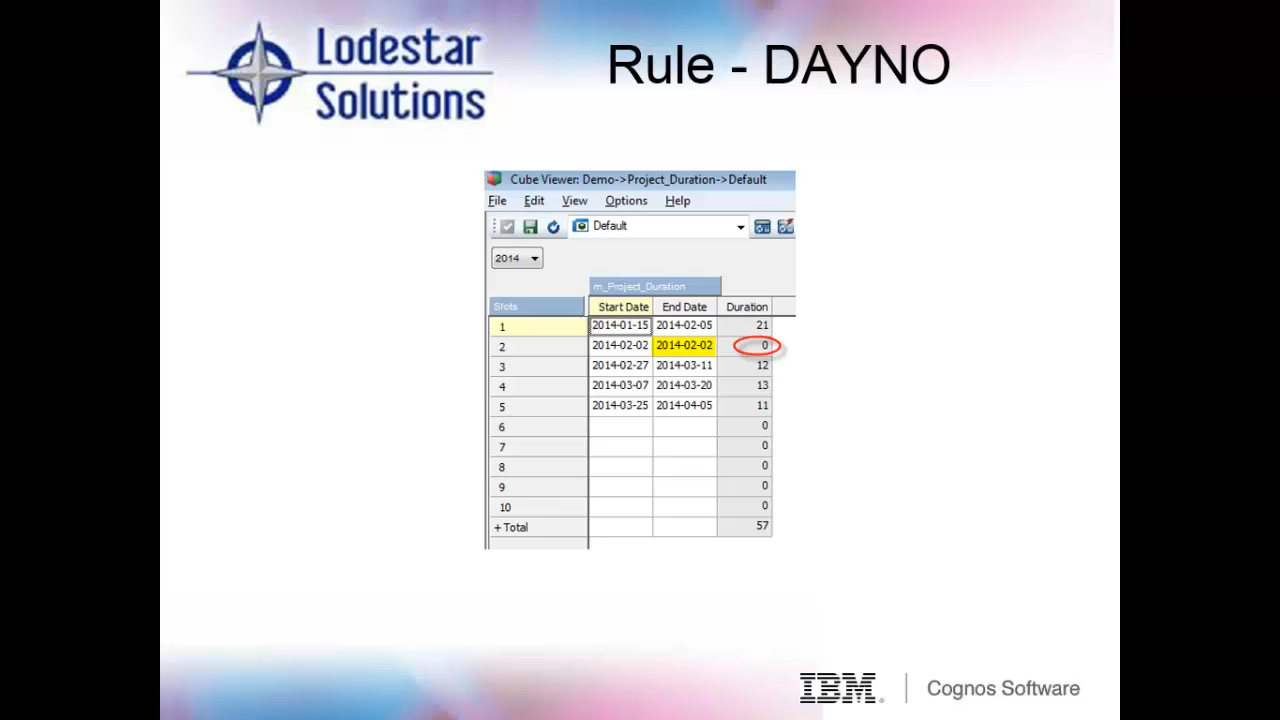 Lodestar
Solutions
Rule - DAYNO
Cube Viewer: Demo->Project_Duration->Default
File Edit View Options Help
Default
2014
m_Project_Duration
Slots Start Date End Date Duration
1 2014-01-15 2014-02-05 21
2 2014-02-02 2014-02-02 0
3 2014-02-27 2014-03-11 12
4 2014-03-07 2014-03-20 13
5 2014-03-25 2014-04-05 11
6 0
7 0
8 0
9 0
10 0
+ Total 57
IBM. Cognos Software